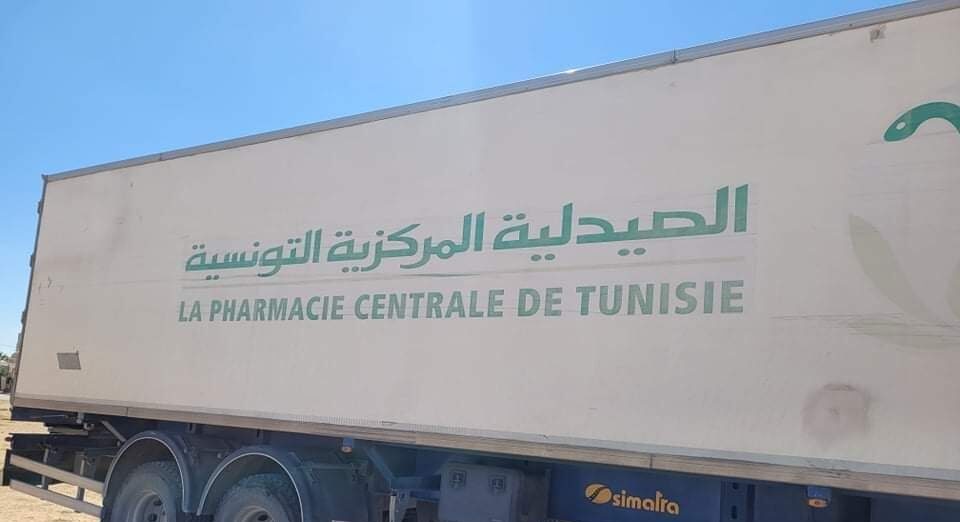 الصيدلية المركزية التونسية
LA PHARMACIE CENTRALE DE TUNISIE
simatra